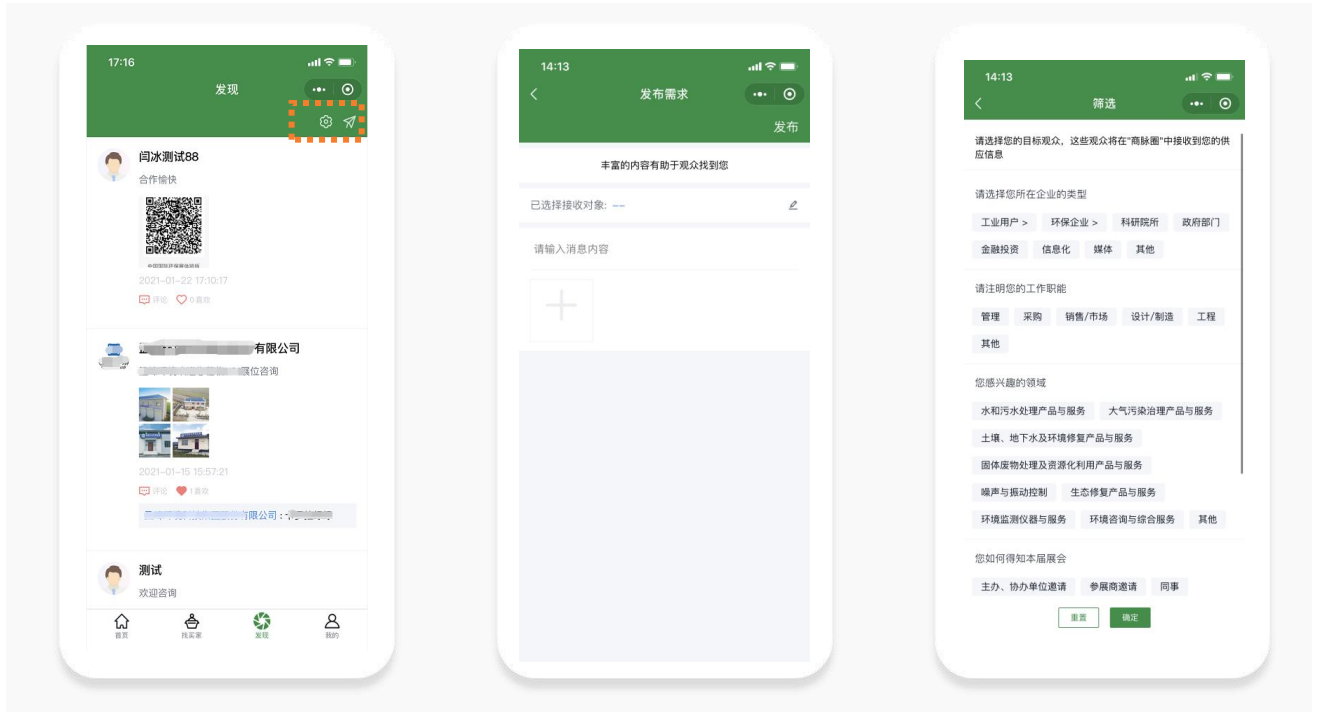 17:16
发现
闫冰测试88
合作愉快
2021-01-22 17:10:17
评论 0喜欢
有限公司
展位咨询
2021-01-15 15:57:21
评论 1喜欢
限公司：
测试
欢迎咨询
首页 找买家 发现 我的
14:13
发布需求
发布
丰富的内容有助于观众找到您
已选择接收对象: --
请输入消息内容
14:13
筛选
请选择您的目标观众，这些观众将在"商脉圈"中接收到您的供
应信息
请选择您所在企业的类型
工业用户 > 环保企业 > 科研院所 政府部门
金融投资 信息化 媒体 其他
请注明您的工作职能
管理 采购 销售/市场 设计/制造 工程
其他
您感兴趣的领域
水和污水处理产品与服务 大气污染治理产品与服务
土壤、地下水及环境修复产品与服务
固体废物处理及资源化利用产品与服务
噪声与振动控制 生态修复产品与服务
环境监测仪器与服务 环境咨询与综合服务 其他
您如何得知本届展会
主办、协办单位邀请 参展商邀请 同事
重置 确定